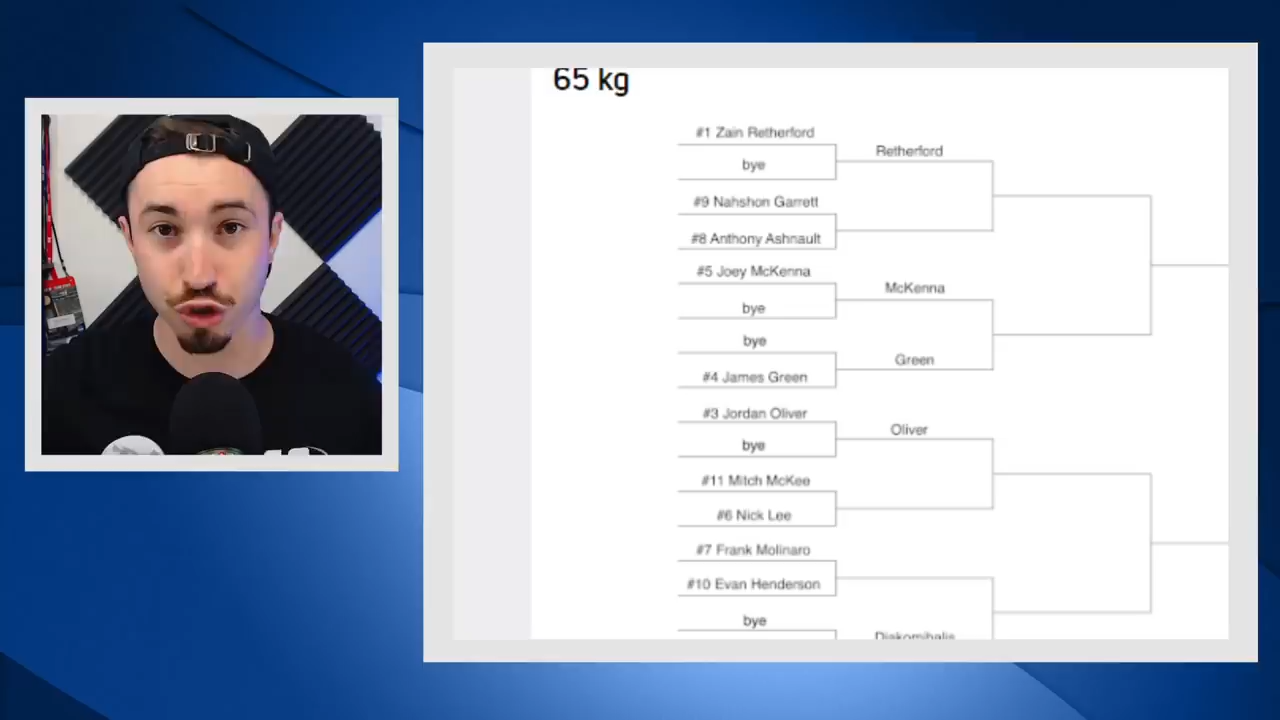 65 kg
#1 Zain Retherford
Retherford
bye
#9 Nahshon Garrett
#8 Anthony Ashnault
#5 Joey McKenna
McKenna
bye
bye
Green
#4 James Green
#3 Jordan Oliver
Oliver
bye
#11 Mitch McKee
#6 Nick Lee
#7 Frank Molinaro
#10 Evan Henderson
bye
Diakomihalis